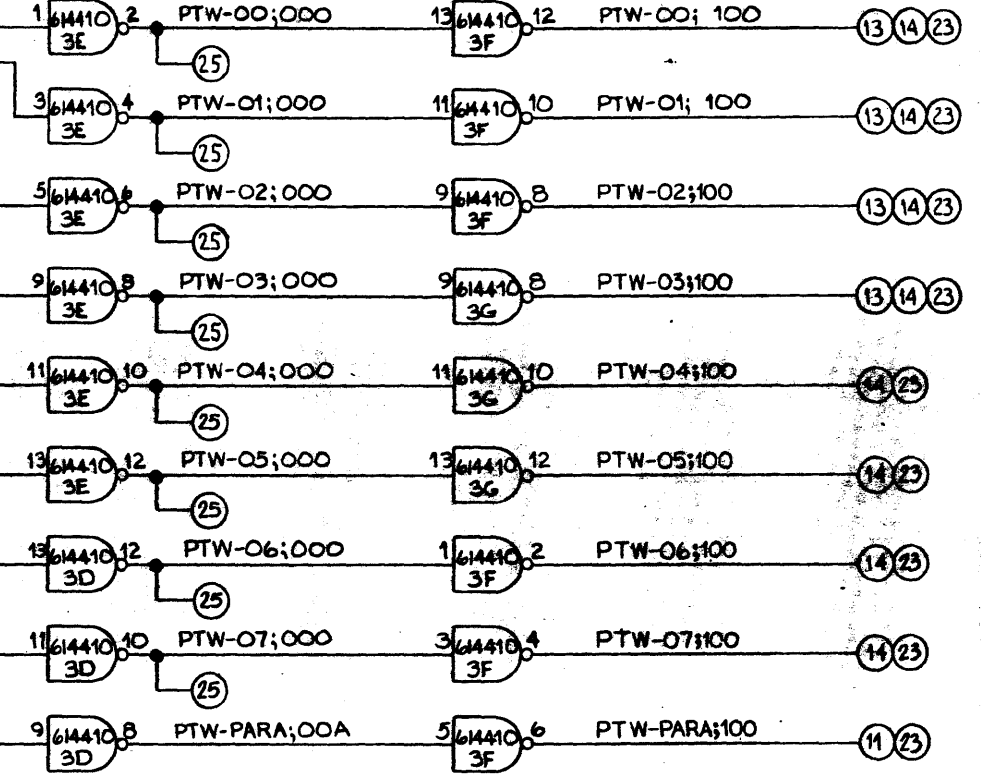 1 614410 3E 2 PTW-00;000 13 614410 3F 12 PTW-00; 100 13 14 23
25
3 614410 3E 4 PTW-01;000 11 614410 3F 10 PTW-01; 100 13 14 23
25
5 614410 3E 6 PTW-02;000 9 614410 3F 8 PTW-02;100 13 14 23
25
9 614410 3E 8 PTW-03;000 9 614410 3G 8 PTW-03;100 13 14 23
25
11 614410 3E 10 PTW-04;000 11 614410 3G 10 PTW-04;100 14 23
25
13 614410 3E 12 PTW-05;000 13 614410 3G 12 PTW-05;100 14 23
25
13 614410 3D 12 PTW-06;000 1 614410 3F 2 PTW-06;100 14 23
25
11 614410 3D 10 PTW-07;000 3 614410 3F 4 PTW-07;100 14 23
25
9 614410 3D 8 PTW-PARA;00A 5 614410 3F 6 PTW-PARA;100 11 23